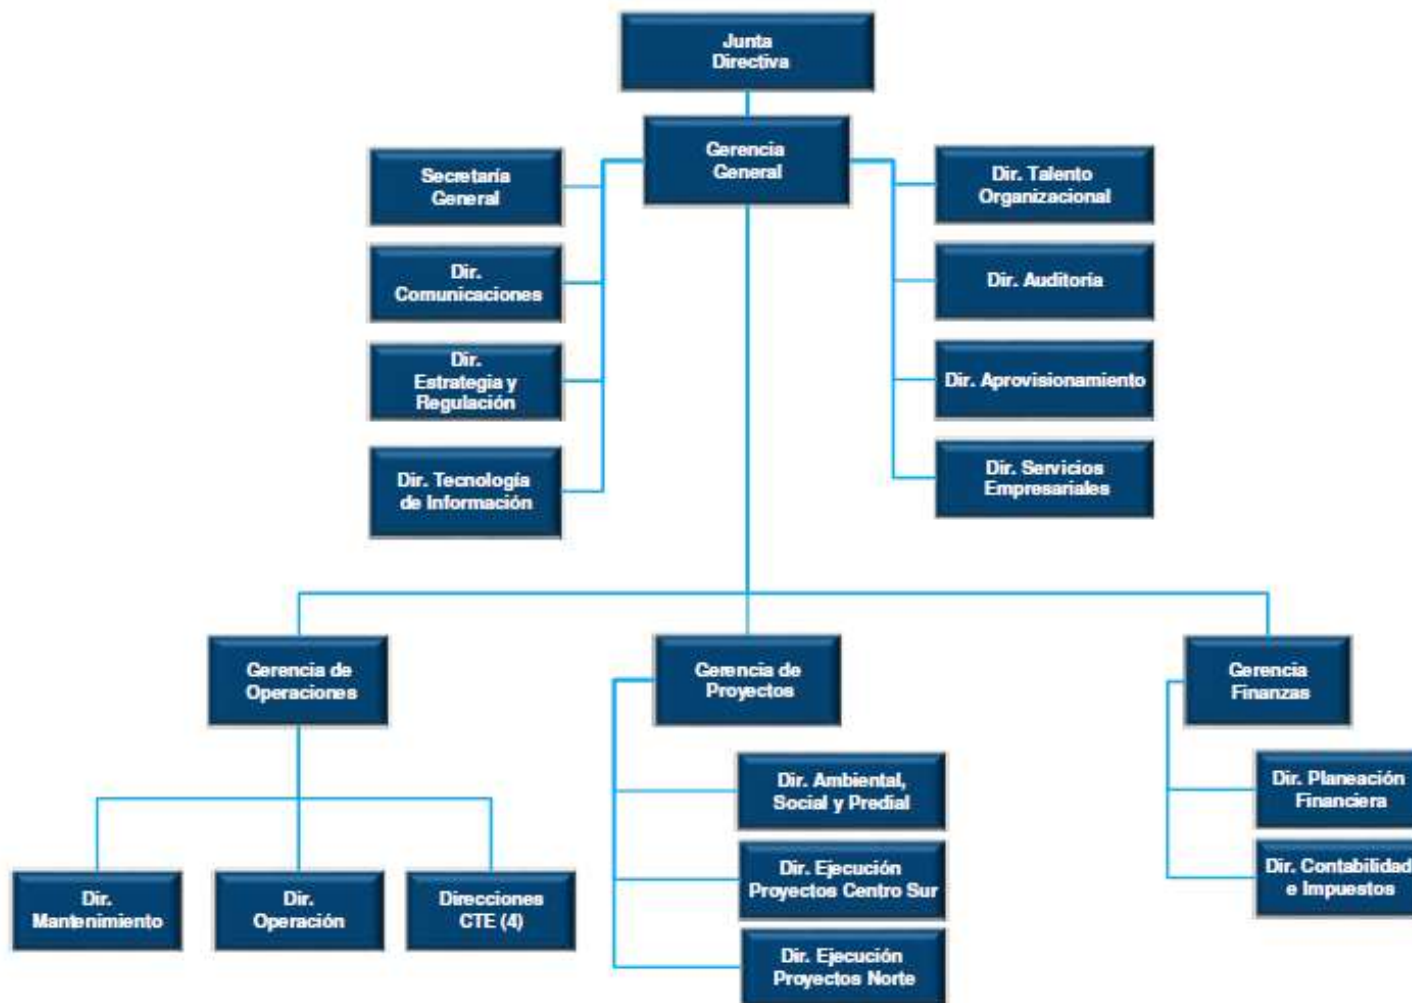 Junta
Directiva
Gerencia
General
Secretaría
General
Dir. Talento
Organizacional
Dir.
Comunicaciones
Dir. Auditoría
Dir.
Estrategia y
Regulación
Dir. Aprovisionamiento
Dir. Tecnología
de Información
Dir. Servicios
Empresariales
Gerencia de
Operaciones
Gerencia de
Proyectos
Gerencia
Finanzas
Dir. Ambiental,
Social y Predial
Dir. Planeación
Financiera
Dir.
Mantenimiento
Dir.
Operación
Direcciones
CTE (4)
Dir. Ejecución
Proyectos Centro Sur
Dir. Contabilidad
e Impuestos
Dir. Ejecución
Proyectos Norte